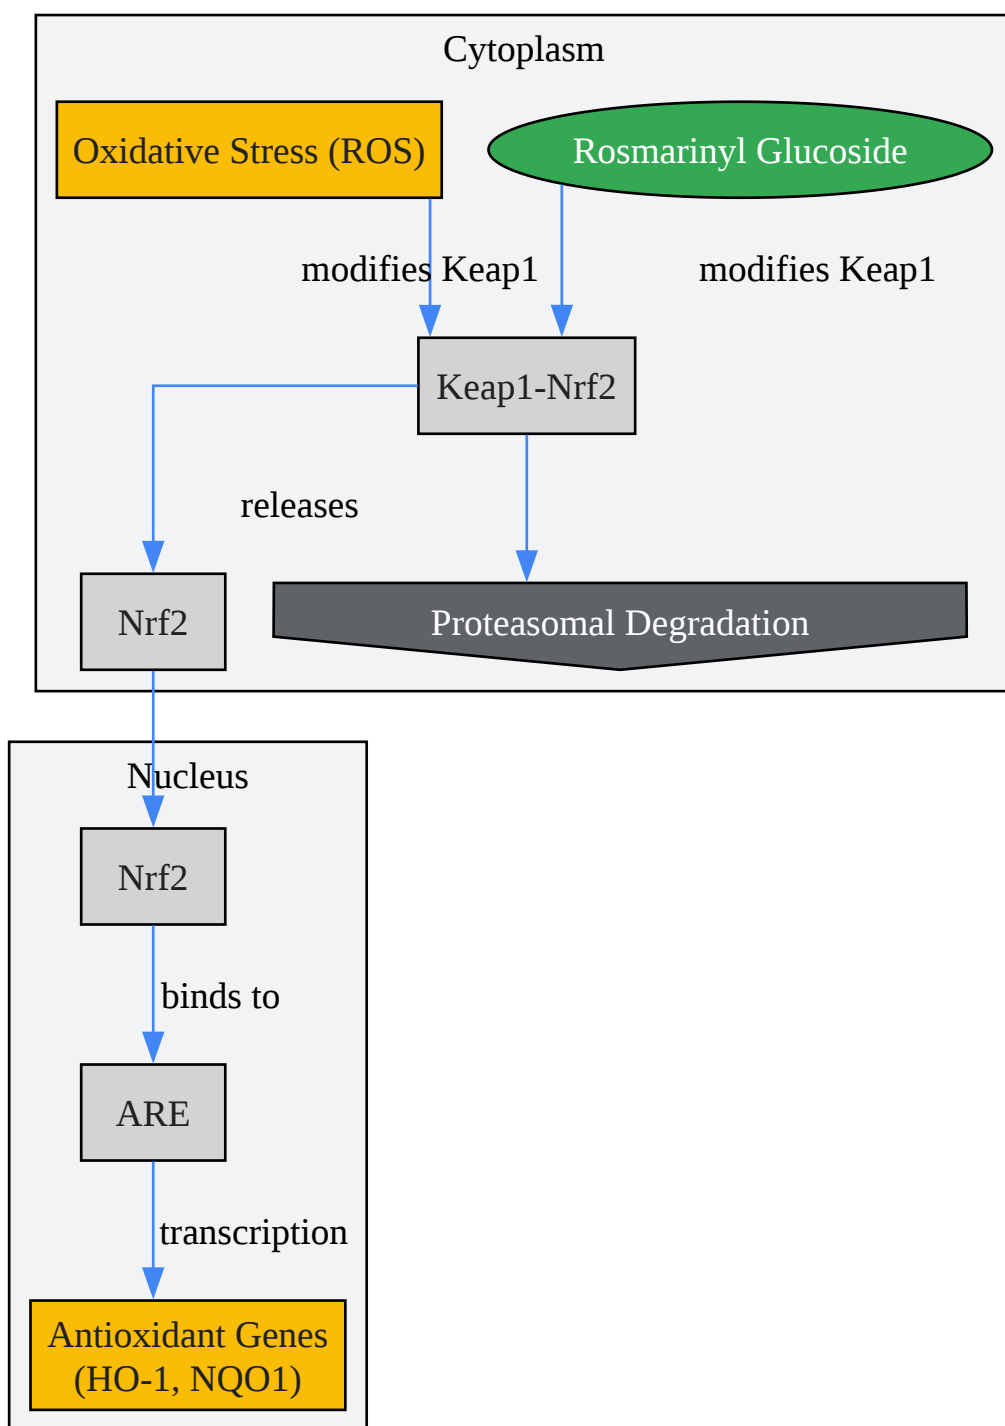 Cytoplasm
Oxidative Stress (ROS)
Rosmarinyl Glucoside
modifies Keap1
modifies Keap1
Keap1-Nrf2
releases
Nrf2
Proteasomal Degradation
Nucleus
Nrf2
binds to
ARE
transcription
Antioxidant Genes
(HO-1, NQO1)